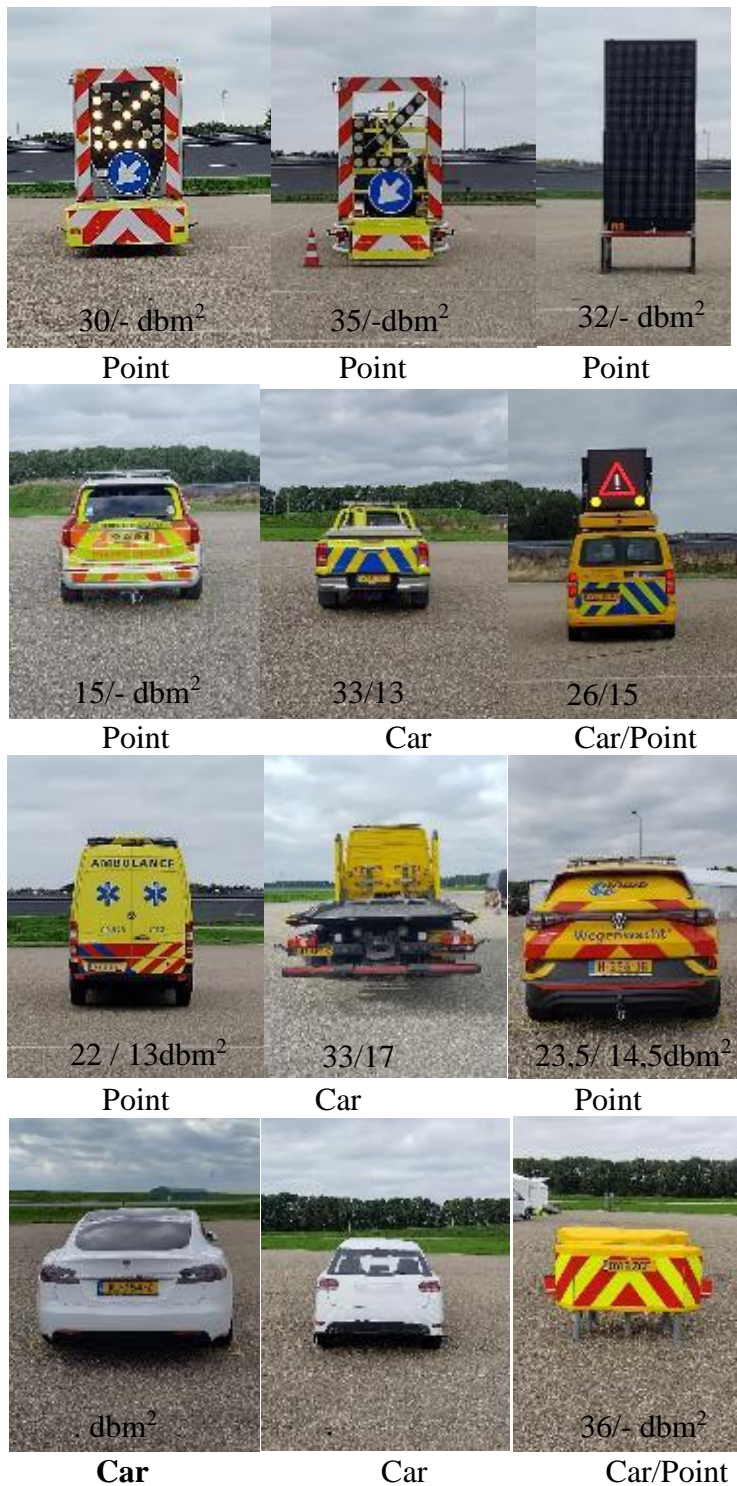 30/- dbm²
35/-dbm²
32/- dbm²
Point
Point
Point
15/- dbm²
33/13
26/15
Point
Car
Car/Point
AMBULANCE
Wegenwacht
22 / 13dbm²
33/17
23,5/ 14,5dbm²
Point
Car
Point
. dbm²
.
36/- dbm²
Car
Car
Car/Point